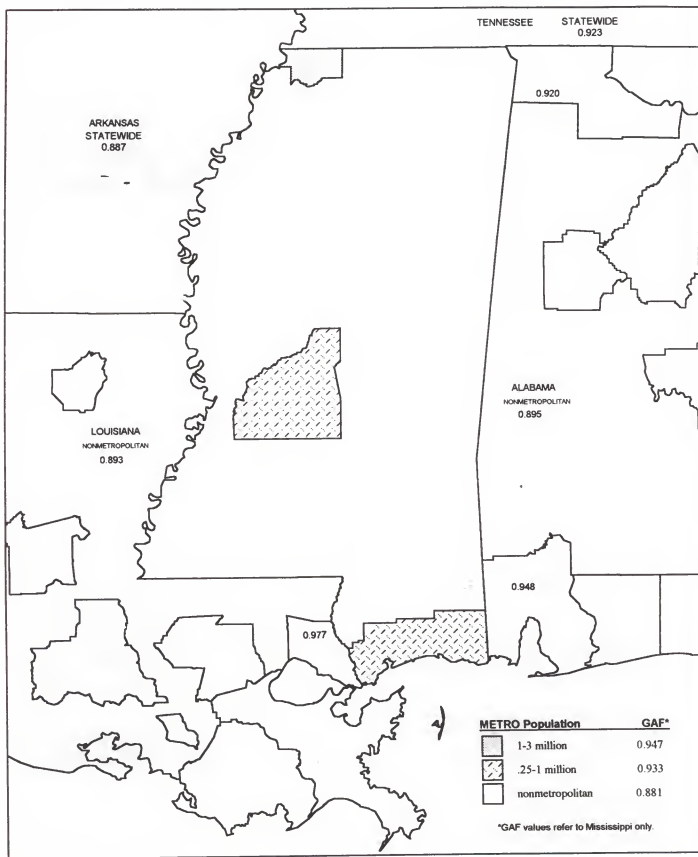 TENNESSEE STATEWIDE
0.923
0.920
ARKANSAS
STATEWIDE
0.887
ALABAMA
NONMETROPOLITAN
0.895
LOUISIANA
NONMETROPOLITAN
0.893
0.948
0.977
METRO Population GAF*
1-3 million 0.947
.25-1 million 0.933
nonmetropolitan 0.881
*GAF values refer to Mississippi only.